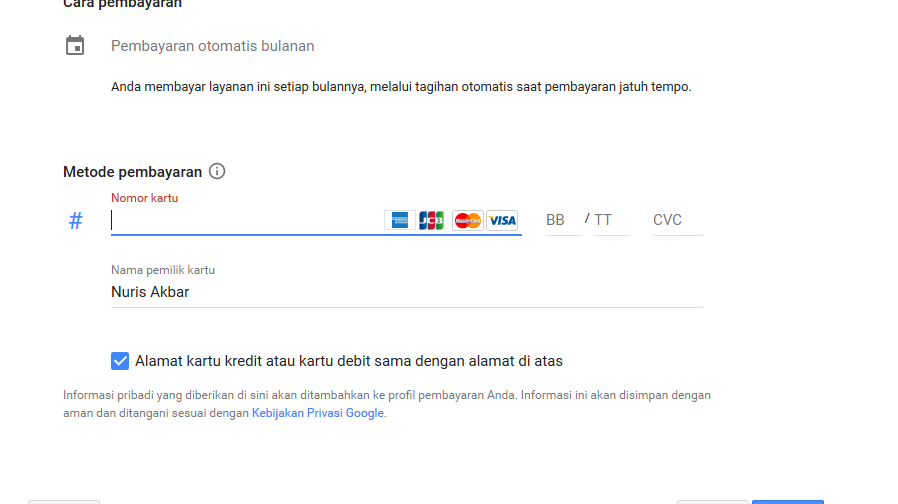 Cara pembayaran
Pembayaran otomatis bulanan
Anda membayar layanan ini setiap bulannya, melalui tagihan otomatis saat pembayaran jatuh tempo.
Metode pembayaran
Nomor kartu
# AMERICAN EXPRESS JCB MasterCard VISA BB / TT CVC
Nama pemilik kartu
Nuris Akbar
Alamat kartu kredit atau kartu debit sama dengan alamat di atas
Informasi pribadi yang diberikan di sini akan ditambahkan ke profil pembayaran Anda. Informasi ini akan disimpan dengan
aman dan ditangani sesuai dengan Kebijakan Privasi Google.